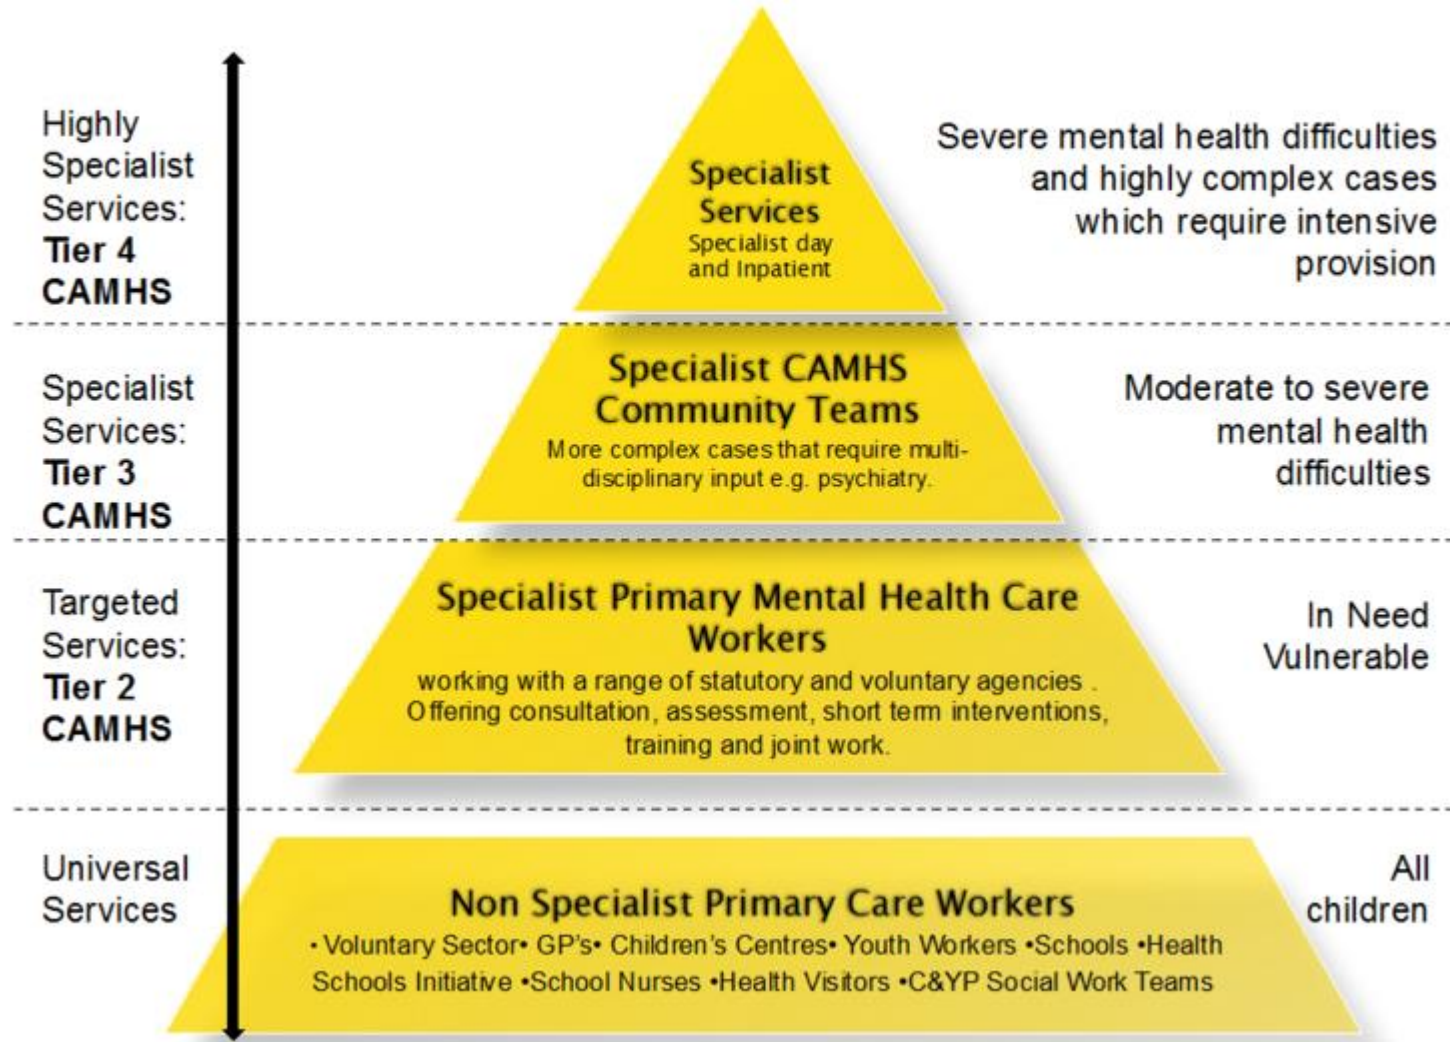 Highly
Specialist
Services:
Tier 4
CAMHS
Specialist
Services
Specialist day
and Inpatient
Severe mental health difficulties
and highly complex cases
which require intensive
provision
Specialist
Services:
Tier 3
CAMHS
Specialist CAMHS
Community Teams
More complex cases that require multi-
disciplinary input e.g. psychiatry.
Moderate to severe
mental health
difficulties
Targeted
Services:
Tier 2
CAMHS
Specialist Primary Mental Health Care
Workers
working with a range of statutory and voluntary agencies .
Offering consultation, assessment, short term interventions,
training and joint work.
In Need
Vulnerable
Universal
Services
Non Specialist Primary Care Workers
• Voluntary Sector• GP's• Children's Centres• Youth Workers •Schools •Health
Schools Initiative •School Nurses •Health Visitors •C&YP Social Work Teams
All
children